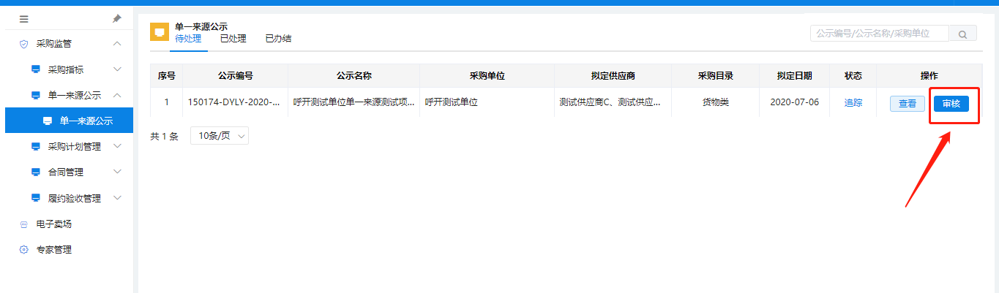 单一来源公示
待处理 已处理 已办结
公示编号/公示名称/采购单位
采购监管
采购指标
单一来源公示
单一来源公示
采购计划管理
合同管理
履约验收管理
电子卖场
专家管理
序号 公示编号 公示名称 采购单位 拟定供应商 采购目录 拟定日期 状态 操作
1 150174-DYLY-2020-... 呼开测试单位单一来源测试项... 呼开测试单位 测试供应商C、测试供应... 货物类 2020-07-06 追踪 查看 审核
共 1 条 10条/页